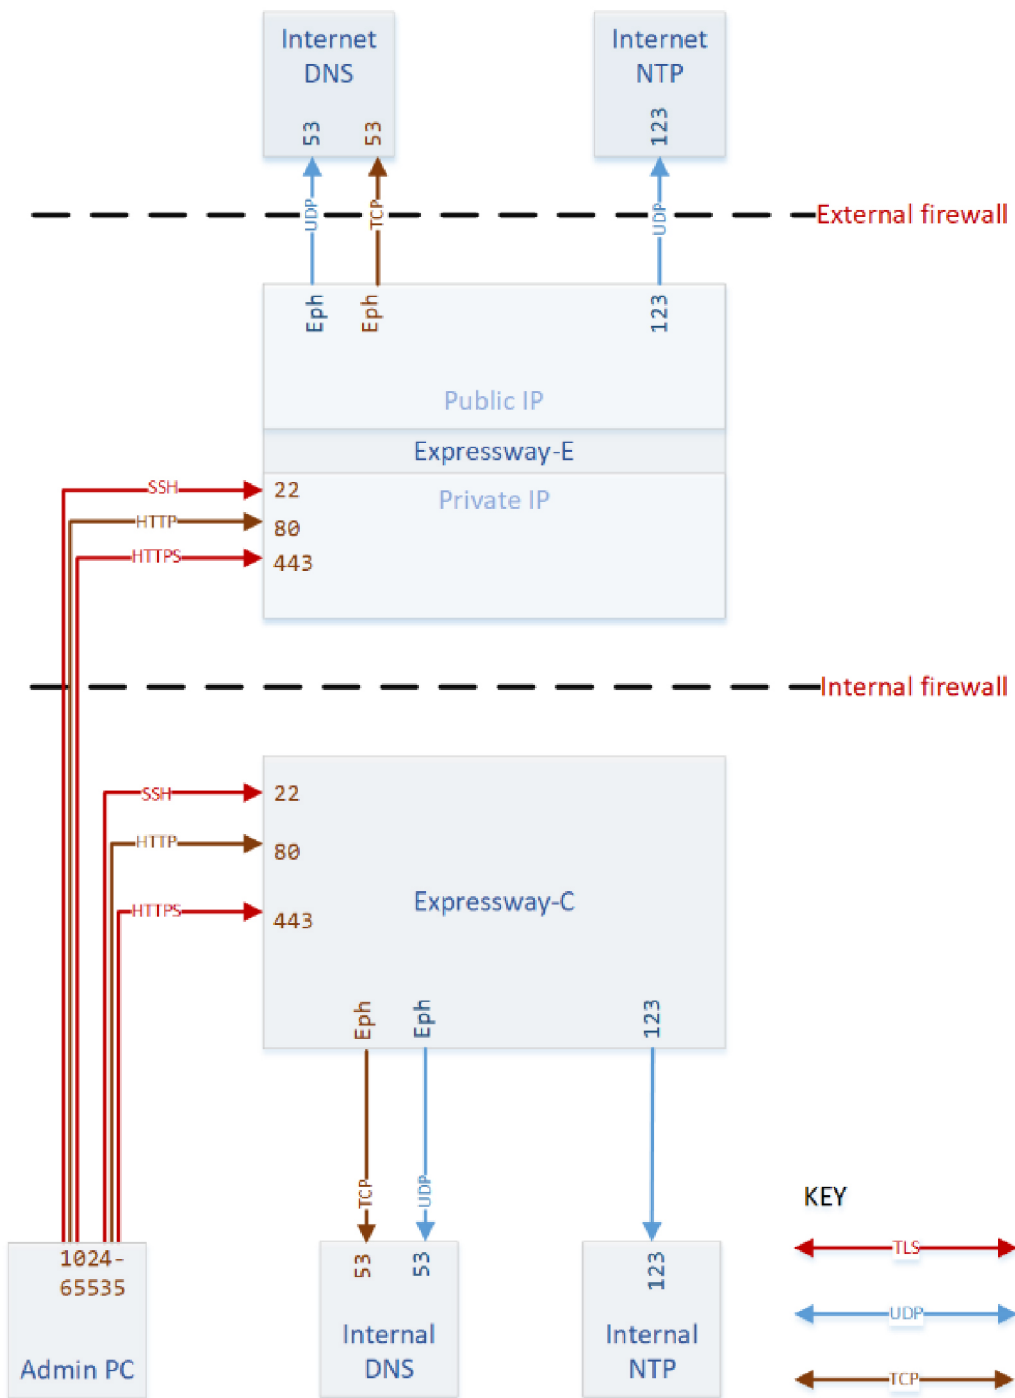 Internet
DNS
53
53
Internet
NTP
123
UDP
TCP
UDP
External firewall
Eph
Eph
123
Public IP
Expressway-E
Private IP
SSH
22
HTTP
80
HTTPS
443
Internal firewall
SSH
22
HTTP
80
HTTPS
443
Expressway-C
Eph
Eph
123
TCP
UDP
KEY
TLS
UDP
TCP
1024-
65535
Admin PC
53
53
Internal
DNS
123
Internal
NTP